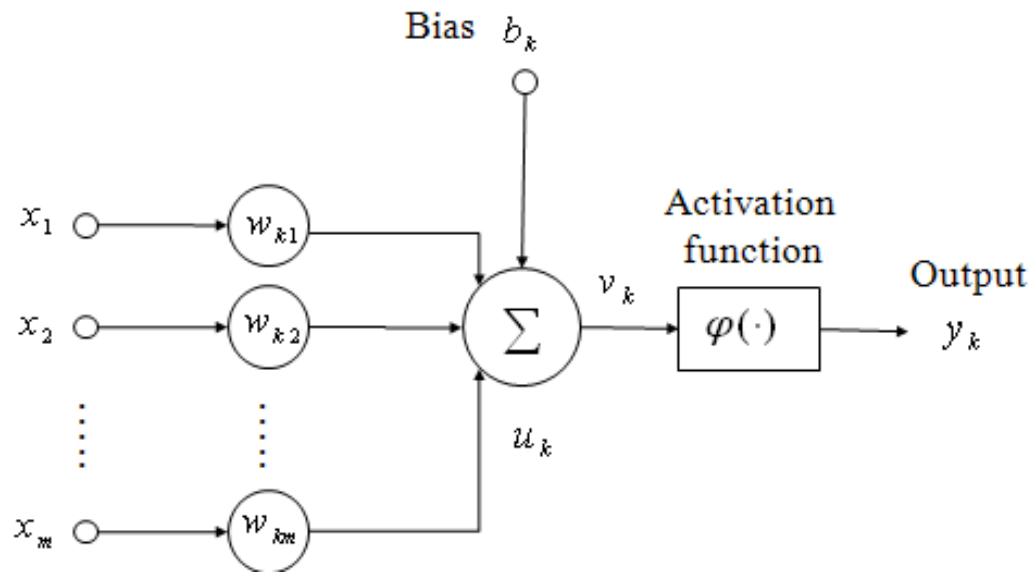 Bias b_k
x_1
w_k1
Activation
function
v_k
Output
x_2
w_k2
∑
φ(·)
y_k
u_k
x_m
w_km